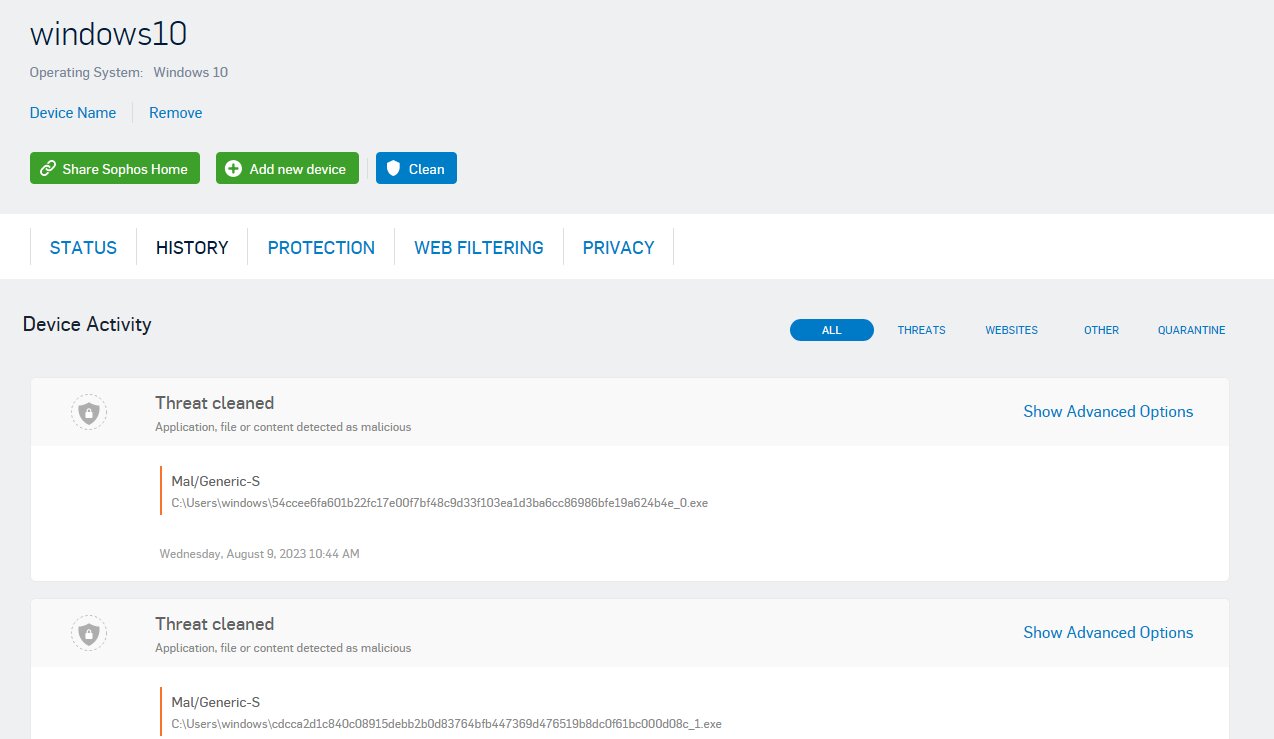 windows10
Operating System: Windows 10
Device Name Remove
Share Sophos Home Add new device Clean
STATUS HISTORY PROTECTION WEB FILTERING PRIVACY
Device Activity
ALL THREATS WEBSITES OTHER QUARANTINE
Threat cleaned
Show Advanced Options
Application, file or content detected as malicious
Mal/Generic-S
C:\Users\windows\54ccee6fa601b22fc17e00f7bf48c9d33f103ea1d3ba6cc86986bfe19a624b4e_0.exe
Wednesday, August 9, 2023 10:44 AM
Threat cleaned
Show Advanced Options
Application, file or content detected as malicious
Mal/Generic-S
C:\Users\windows\cdcca2d1c840c08915debb2b0d83764bfb447369d476519b8dc0f61bc000d08c_1.exe